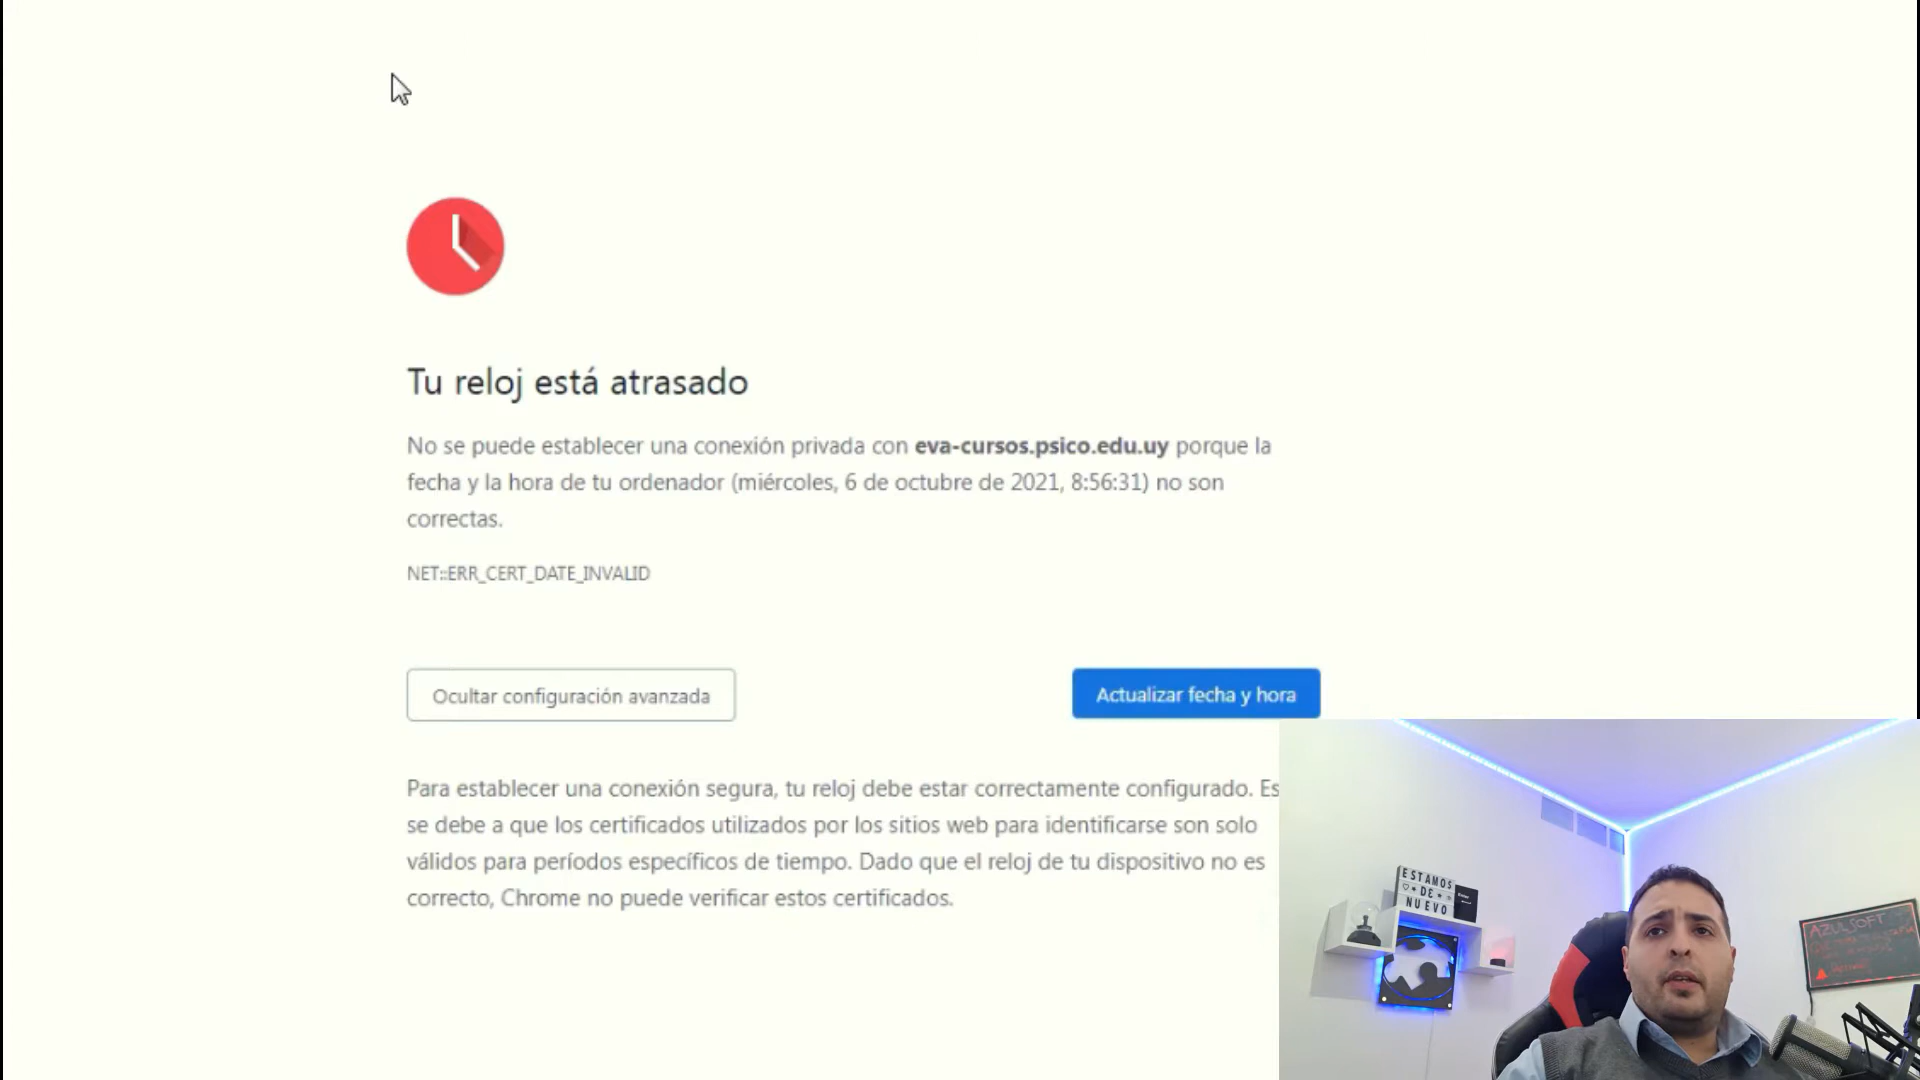 Tu reloj está atrasado
No se puede establecer una conexión privada con eva-cursos.psico.edu.uy porque la
fecha y la hora de tu ordenador (miércoles, 6 de octubre de 2021, 8:56:31) no son
correctas.
NET::ERR_CERT_DATE_INVALID
Ocultar configuración avanzada
Actualizar fecha y hora
Para establecer una conexión segura, tu reloj debe estar correctamente configurado. Es
se debe a que los certificados utilizados por los sitios web para identificarse son solo
válidos para períodos específicos de tiempo. Dado que el reloj de tu dispositivo no es
correcto, Chrome no puede verificar estos certificados.
ESTAMOS
DE
NUEVO
AZULSOFT